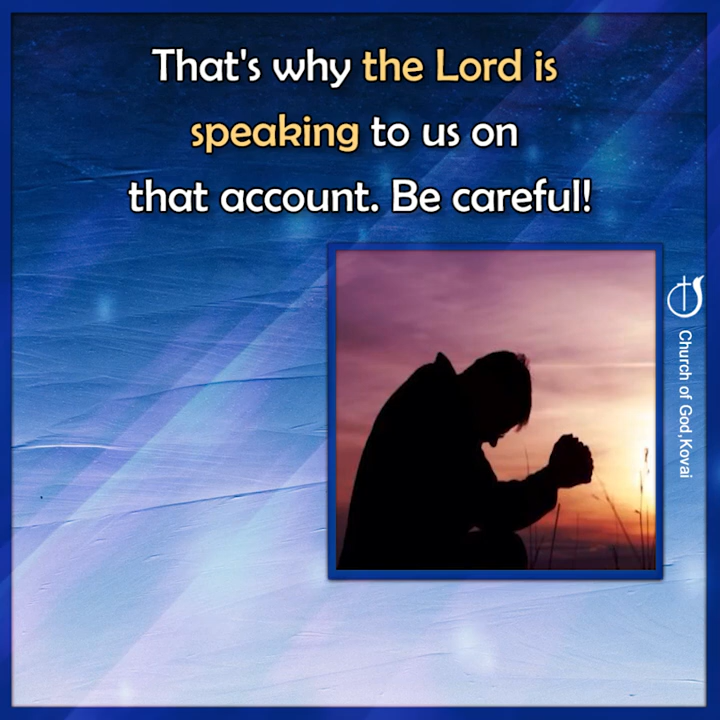 That's why the Lord is
speaking to us on
that account. Be careful!
Church of God,Kovai